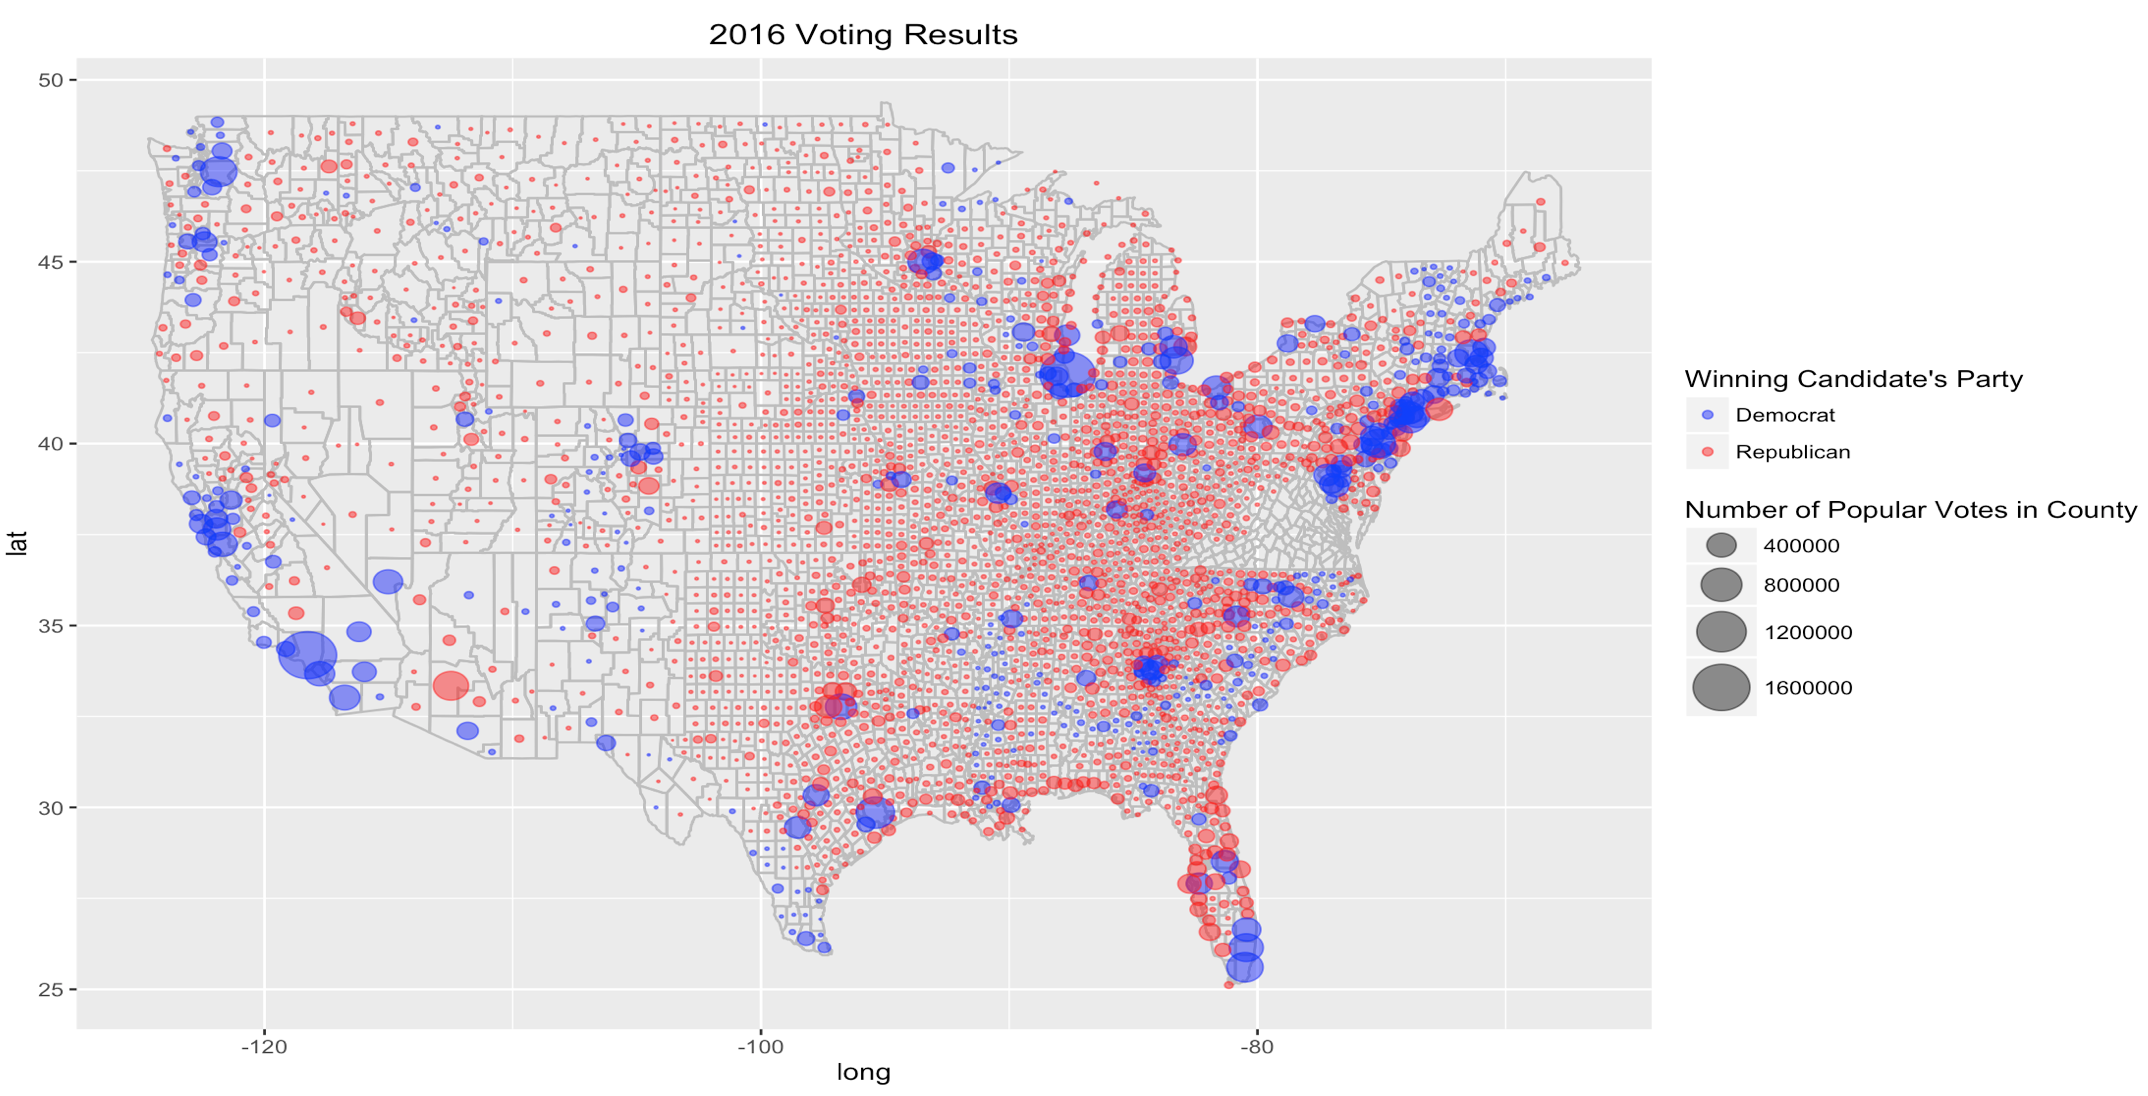 2016 Voting Results
50
45
40
35
30
25
lat
-120
-100
-80
long
Winning Candidate's Party
Democrat
Republican
Number of Popular Votes in County
400000
800000
1200000
1600000